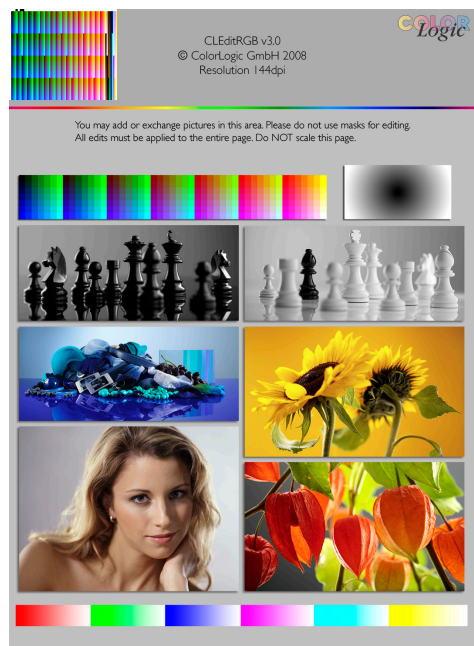 COLOR
Logic
CLEditRGB v3.0
© ColorLogic GmbH 2008
Resolution 144dpi
You may add or exchange pictures in this area. Please do not use masks for editing.
All edits must be applied to the entire page. Do NOT scale this page.